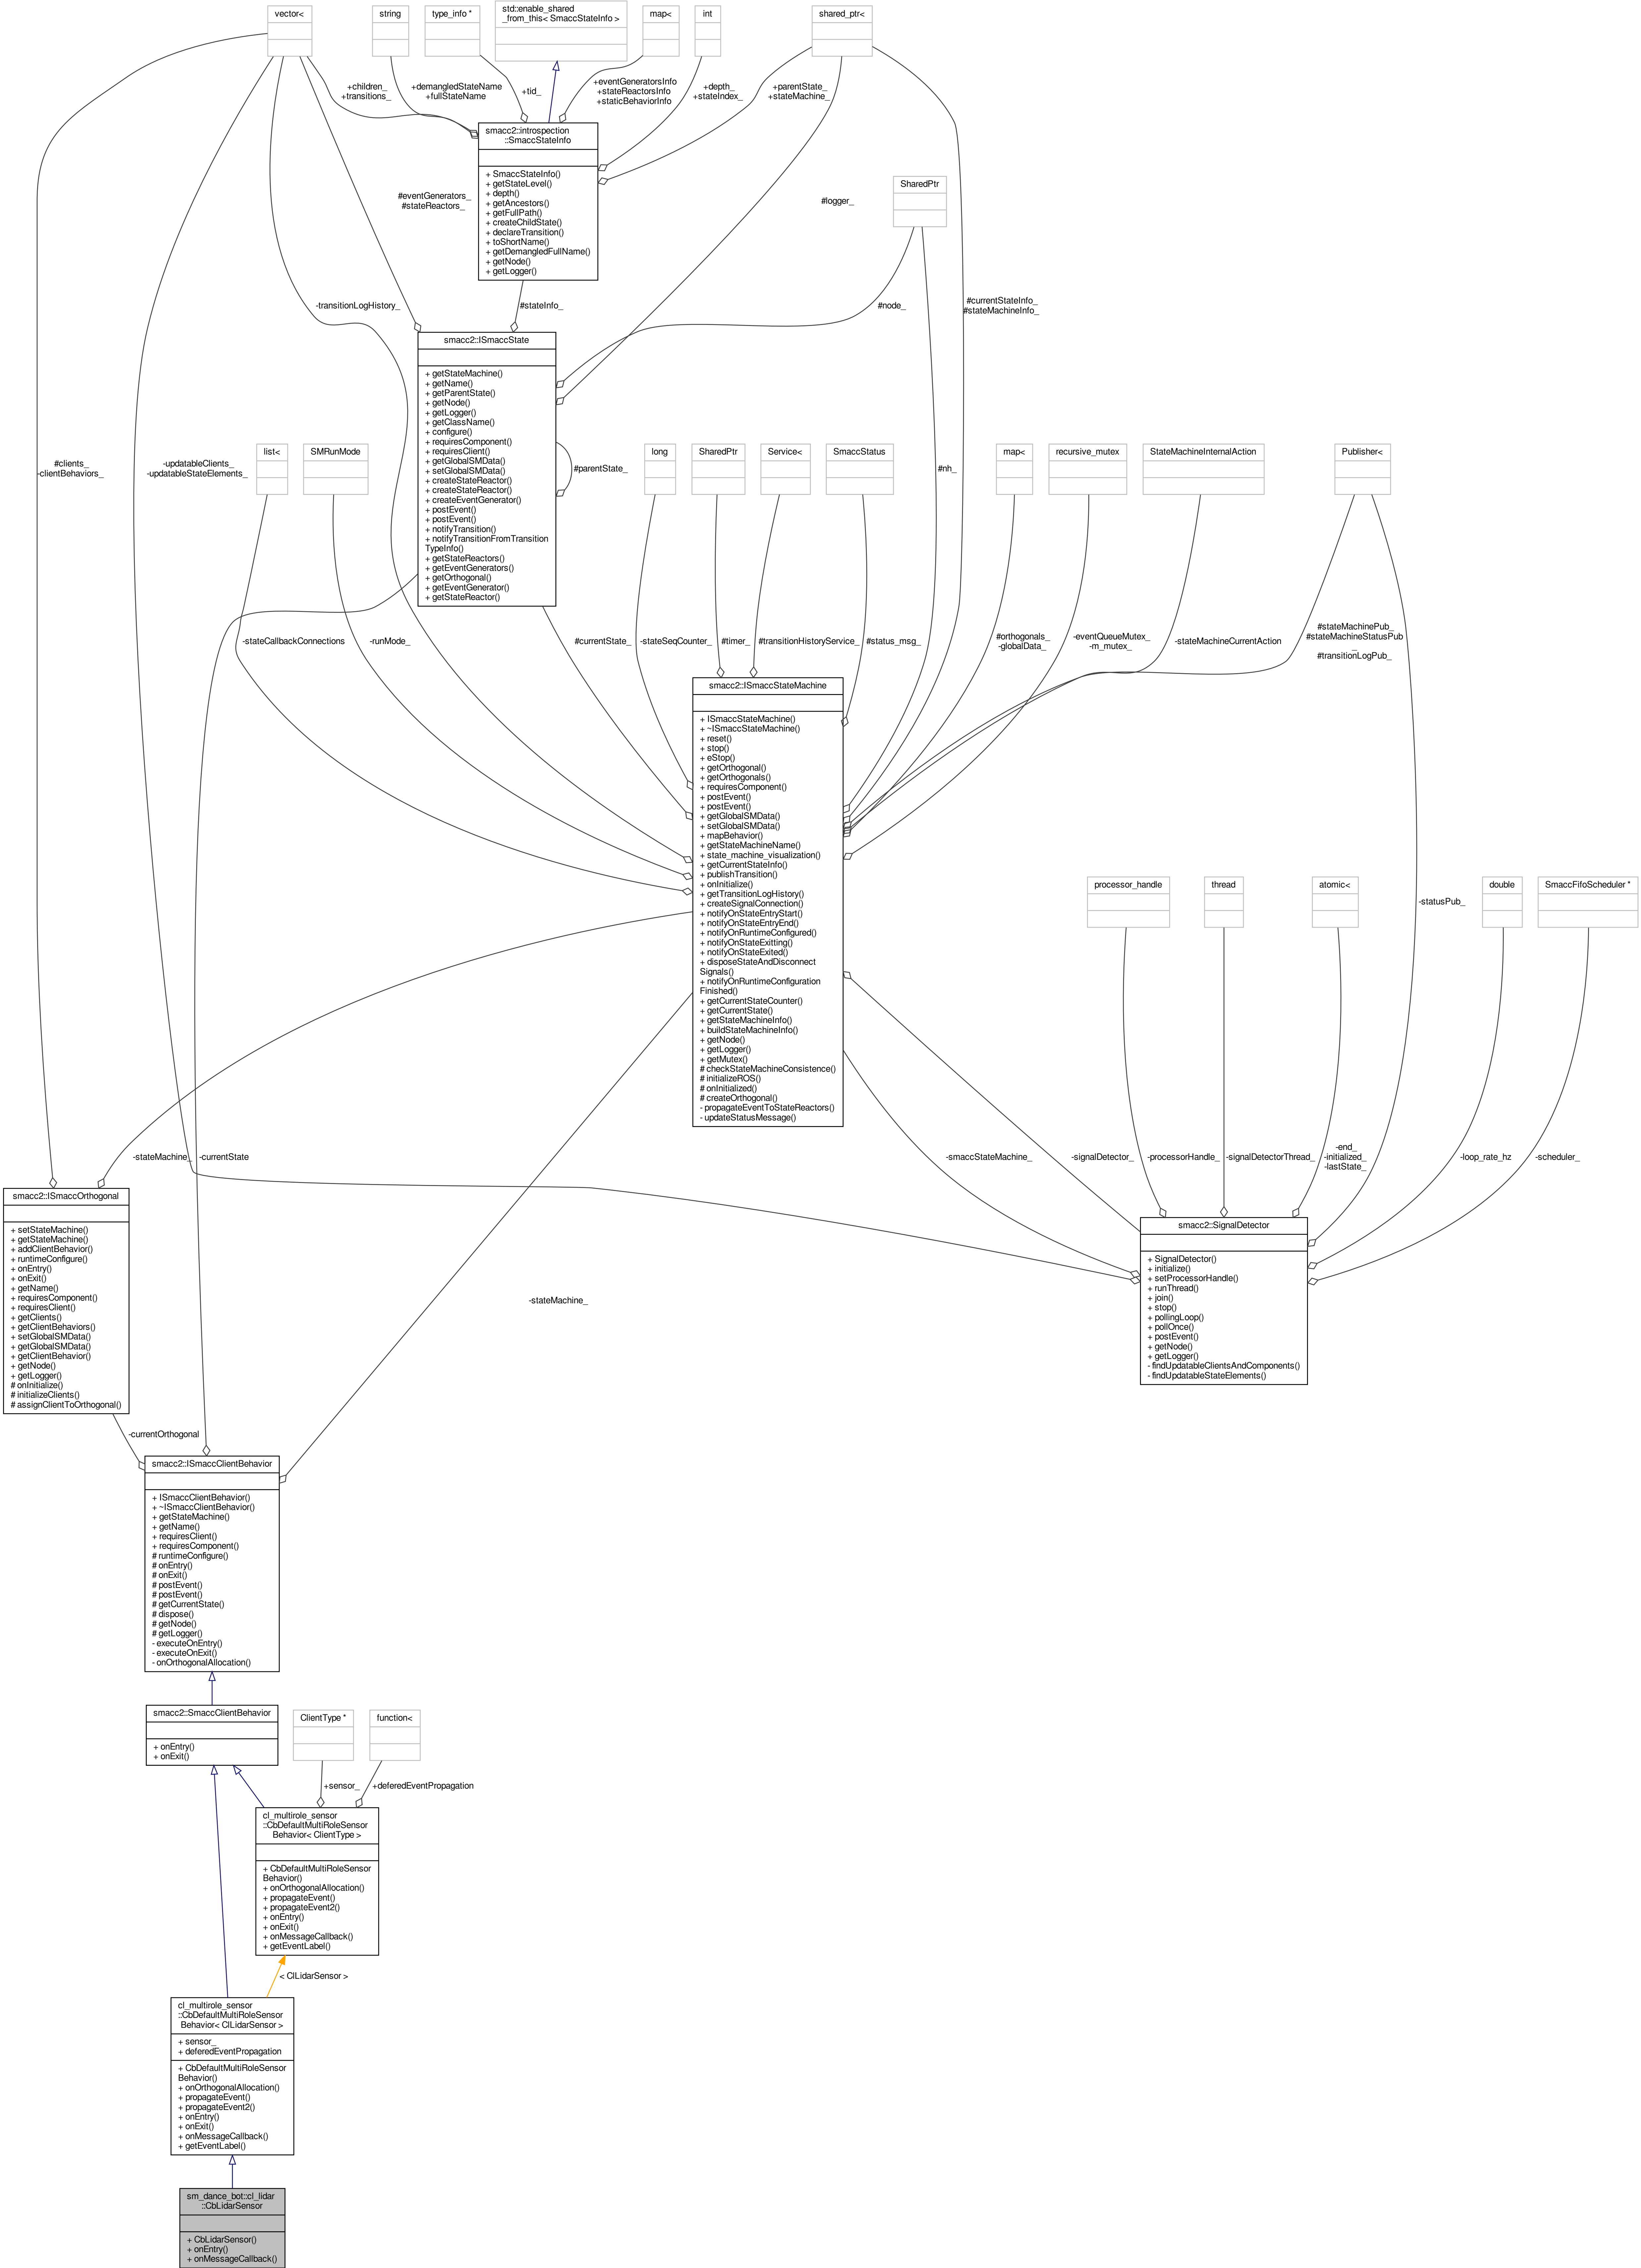 vector<
string
type_info *
std::enable_shared
_from_this< SmaccStateInfo >
map<
int
shared_ptr<
+children_
+transitions_
+demangledStateName
+fullStateName
+tid_
+eventGeneratorsInfo
+stateReactorsInfo
+staticBehaviorInfo
+depth_
+stateIndex_
+parentState_
+stateMachine_
smacc2::introspection
::SmaccStateInfo
+ SmaccStateInfo()
+ getStateLevel()
+ depth()
+ getAncestors()
+ getFullPath()
+ createChildState()
+ declareTransition()
+ toShortName()
+ getDemangledFullName()
+ getNode()
+ getLogger()
SharedPtr
#eventGenerators_
#stateReactors_
#logger_
-transitionLogHistory_
#stateInfo_
#node_
#currentStateInfo_
#stateMachineInfo_
smacc2::ISmaccState
+ getStateMachine()
+ getName()
+ getParentState()
+ getNode()
+ getLogger()
+ getClassName()
+ configure()
+ requiresComponent()
+ requiresClient()
+ getGlobalSMData()
+ setGlobalSMData()
+ createStateReactor()
+ createStateReactor()
+ createEventGenerator()
+ postEvent()
+ postEvent()
+ notifyTransition()
+ notifyTransitionFromTransition
TypeInfo()
+ getStateReactors()
+ getEventGenerators()
+ getOrthogonal()
+ getEventGenerator()
+ getStateReactor()
#parentState_
#clients_
-clientBehaviors_
-updatableClients_
-updatableStateElements_
list<
SMRunMode
long
SharedPtr
Service<
SmaccStatus
#nh_
map<
recursive_mutex
StateMachineInternalAction
Publisher<
-stateCallbackConnections
-runMode_
#currentState_
-stateSeqCounter_
#timer_
#transitionHistoryService_
#status_msg_
#orthogonals_
-globalData_
-eventQueueMutex_
-m_mutex_
-stateMachineCurrentAction
#stateMachinePub_
#stateMachineStatusPub
_
#transitionLogPub_
smacc2::ISmaccStateMachine
+ ISmaccStateMachine()
+ ~ISmaccStateMachine()
+ reset()
+ stop()
+ eStop()
+ getOrthogonal()
+ getOrthogonals()
+ requiresComponent()
+ postEvent()
+ postEvent()
+ getGlobalSMData()
+ setGlobalSMData()
+ mapBehavior()
+ getStateMachineName()
+ state_machine_visualization()
+ getCurrentStateInfo()
+ publishTransition()
+ onInitialize()
+ getTransitionLogHistory()
+ createSignalConnection()
+ notifyOnStateEntryStart()
+ notifyOnStateEntryEnd()
+ notifyOnRuntimeConfigured()
+ notifyOnStateExitting()
+ notifyOnStateExited()
+ disposeStateAndDisconnect
Signals()
+ notifyOnRuntimeConfiguration
Finished()
+ getCurrentStateCounter()
+ getCurrentState()
+ getStateMachineInfo()
+ buildStateMachineInfo()
+ getNode()
+ getLogger()
+ getMutex()
# checkStateMachineConsistence()
# initializeROS()
# onInitialized()
# createOrthogonal()
- propagateEventToStateReactors()
- updateStatusMessage()
processor_handle
thread
atomic<
double
SmaccFifoScheduler *
-statusPub_
-stateMachine_
-currentState
-smaccStateMachine_
-signalDetector_
-processorHandle_
-signalDetectorThread_
-end_
-initialized_
-lastState_
-loop_rate_hz
-scheduler_
smacc2::ISmaccOrthogonal
+ setStateMachine()
+ getStateMachine()
+ addClientBehavior()
+ runtimeConfigure()
+ onEntry()
+ onExit()
+ getName()
+ requiresComponent()
+ requiresClient()
+ getClients()
+ getClientBehaviors()
+ setGlobalSMData()
+ getGlobalSMData()
+ getClientBehavior()
+ getNode()
+ getLogger()
# onInitialize()
# initializeClients()
# assignClientToOrthogonal()
smacc2::SignalDetector
+ SignalDetector()
+ initialize()
+ setProcessorHandle()
+ runThread()
+ join()
+ stop()
+ pollingLoop()
+ pollOnce()
+ postEvent()
+ getNode()
+ getLogger()
- findUpdatableClientsAndComponents()
- findUpdatableStateElements()
-stateMachine_
-currentOrthogonal
smacc2::ISmaccClientBehavior
+ ISmaccClientBehavior()
+ ~ISmaccClientBehavior()
+ getStateMachine()
+ getName()
+ requiresClient()
+ requiresComponent()
# runtimeConfigure()
# onEntry()
# onExit()
# postEvent()
# postEvent()
# getCurrentState()
# dispose()
# getNode()
# getLogger()
- executeOnEntry()
- executeOnExit()
- onOrthogonalAllocation()
smacc2::SmaccClientBehavior
+ onEntry()
+ onExit()
ClientType *
function<
+sensor_
+deferedEventPropagation
cl_multirole_sensor
::CbDefaultMultiRoleSensor
Behavior< ClientType >
+ CbDefaultMultiRoleSensor
Behavior()
+ onOrthogonalAllocation()
+ propagateEvent()
+ propagateEvent2()
+ onEntry()
+ onExit()
+ onMessageCallback()
+ getEventLabel()
< ClLidarSensor >
cl_multirole_sensor
::CbDefaultMultiRoleSensor
Behavior< ClLidarSensor >
+ sensor_
+ deferedEventPropagation
+ CbDefaultMultiRoleSensor
Behavior()
+ onOrthogonalAllocation()
+ propagateEvent()
+ propagateEvent2()
+ onEntry()
+ onExit()
+ onMessageCallback()
+ getEventLabel()
sm_dance_bot::cl_lidar
::CbLidarSensor
+ CbLidarSensor()
+ onEntry()
+ onMessageCallback()